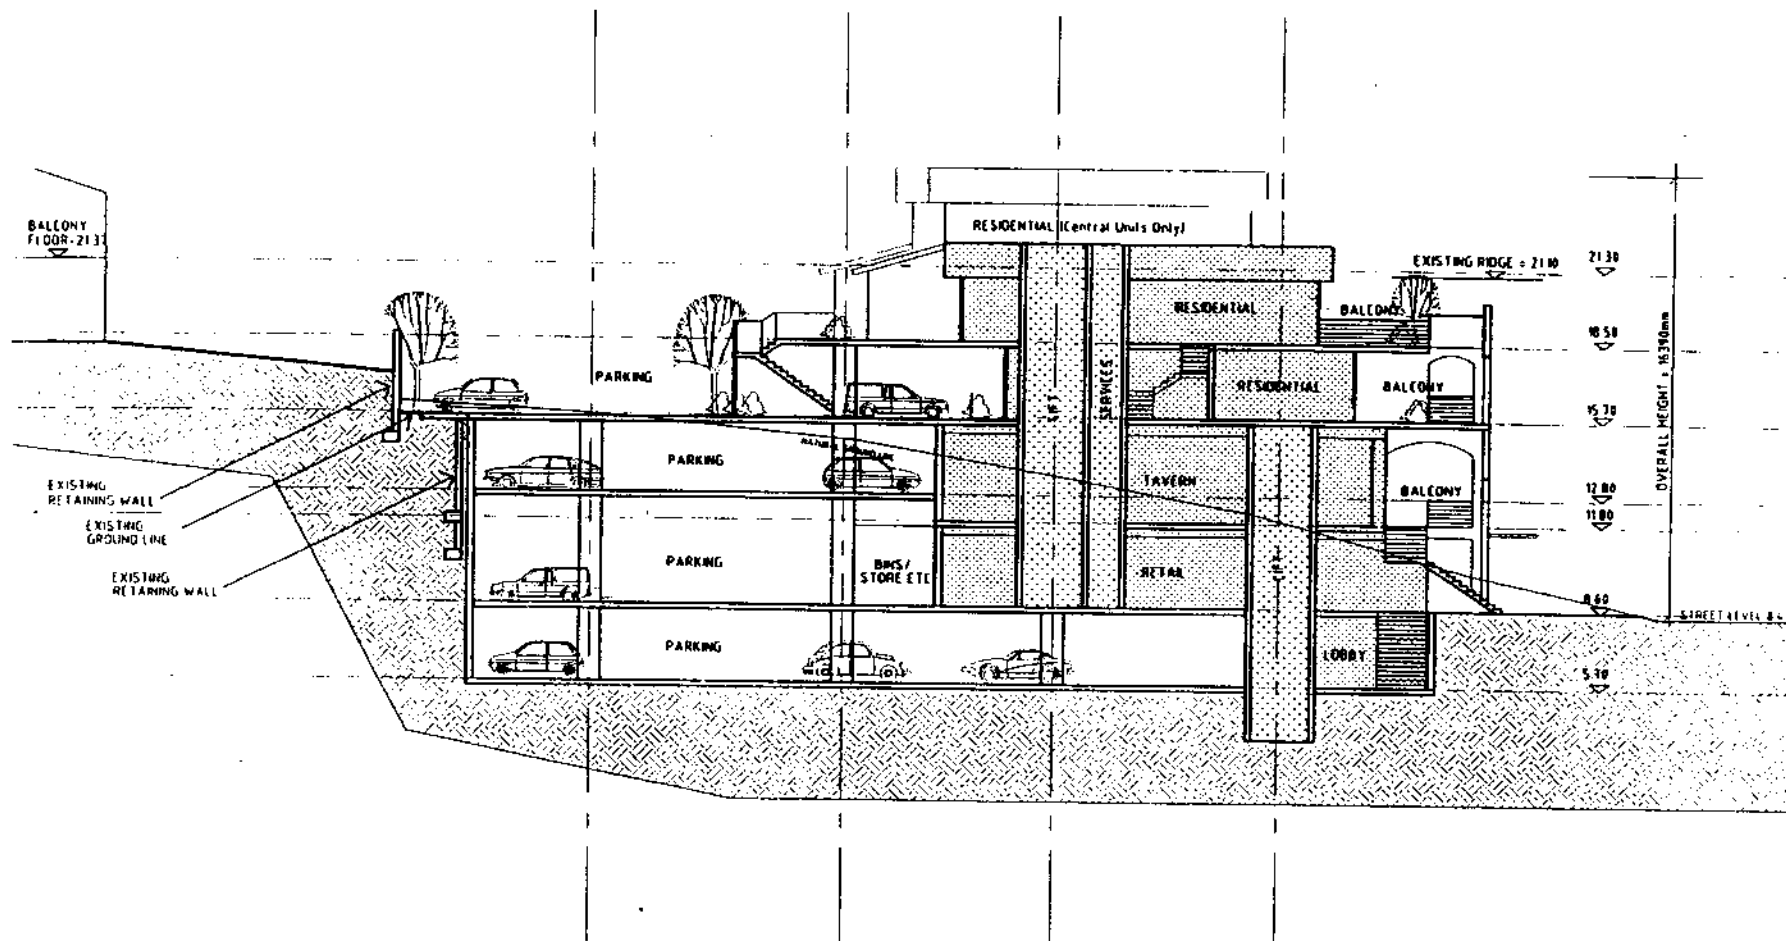 RESIDENTIAL (Central Units Only)
BALCONY
FLOOR-21.3
EXISTING RIDGE = 21.10
21.30
RESIDENTIAL
BALCONY
18.50
PARKING
SERVICES
RESIDENTIAL
BALCONY
15.70
LIFT
OVERALL HEIGHT = 16390mm
PARKING
TAVERN
BALCONY
12.80
11.80
EXISTING
RETAINING WALL
EXISTING
GROUND LINE
EXISTING
RETAINING WALL
PARKING
BINS/
STORE ETC
RETAIL
LIFT
8.60
STREET LEVEL 8.
PARKING
LOBBY
5.70